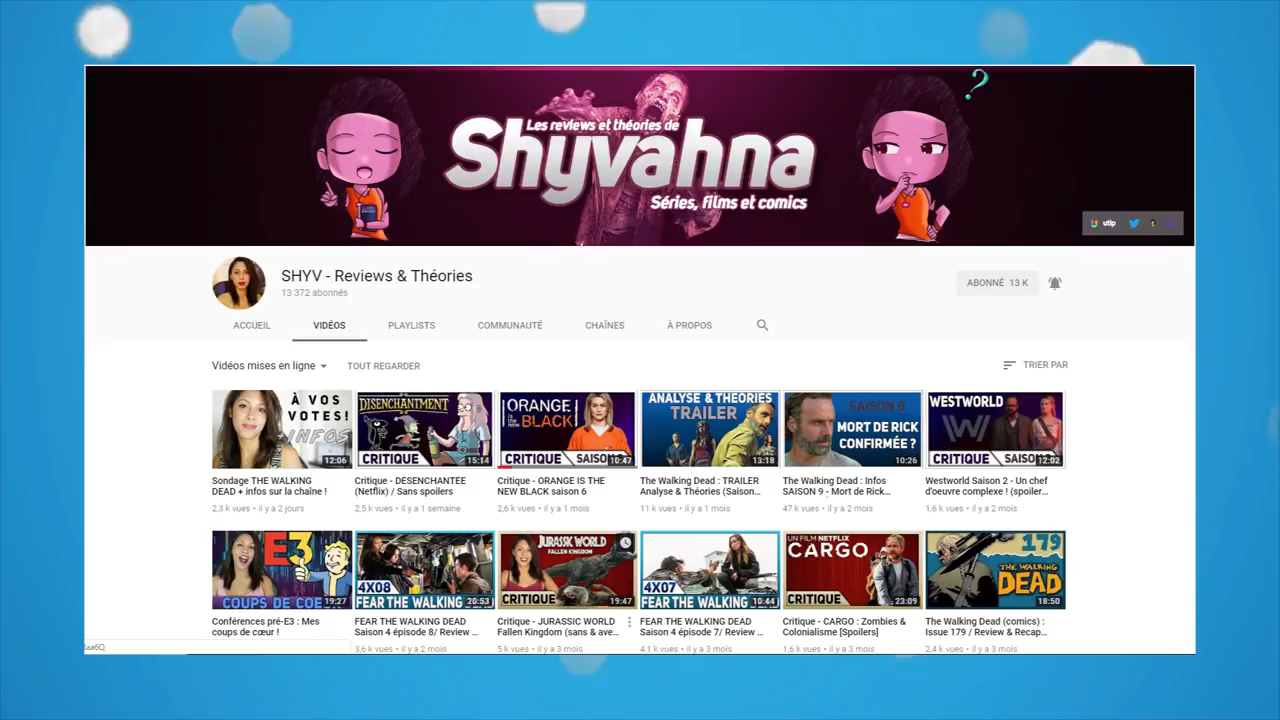 ?
Les reviews et théories de
Shyvahna
Séries, films et comics
utip
SHYV - Reviews & Théories
13 372 abonnés
ABONNÉ 13 K
ACCUEIL VIDÉOS PLAYLISTS COMMUNAUTÉ CHAÎNES À PROPOS
Vidéos mises en ligne TOUT REGARDER TRIER PAR
À VOS
VOTES!
INFOS
12:06
DISENCHANTMENT
CRITIQUE
15:14
ORANGE
is the new
BLACK
CRITIQUE SAISO
10:47
ANALYSE & THÉORIES
TRAILER
13:18
SAISON 9
MORT DE RICK
CONFIRMÉE ?
10:26
WESTWORLD
W
CRITIQUE SAISO
12:02
Sondage THE WALKING
DEAD + infos sur la chaîne !
2,3 k vues • il y a 2 jours
Critique - DESENCHANTÉE
(Netflix) / Sans spoilers
2,5 k vues • il y a 1 semaine
Critique - ORANGE IS THE
NEW BLACK saison 6
2,6 k vues • il y a 1 mois
The Walking Dead : TRAILER
Analyse & Théories (Saison...
11 k vues • il y a 1 mois
The Walking Dead : Infos
SAISON 9 - Mort de Rick...
47 k vues • il y a 2 mois
Westworld Saison 2 - Un chef
d'oeuvre complexe ! (spoiler...
1,6 k vues • il y a 2 mois
E3
COUPS DE COE
19:27
4X08
FEAR THE WALKING D
20:53
JURASSIC WORLD
FALLEN KINGDOM
CRITIQUE
19:47
4X07
FEAR THE WALKING D
10:44
UN FILM NETFLIX
CARGO
CRITIQUE
23:09
179
THE WALKING
DEAD
18:50
Conférences pré-E3 : Mes
coups de cœur !
FEAR THE WALKING DEAD
Saison 4 épisode 8/ Review ...
3,6 k vues • il y a 2 mois
Critique - JURASSIC WORLD
Fallen Kingdom (sans & ave...
5 k vues • il y a 3 mois
FEAR THE WALKING DEAD
Saison 4 épisode 7/ Review ...
4,1 k vues • il y a 3 mois
Critique - CARGO : Zombies &
Colonialisme [Spoilers]
1,6 k vues • il y a 3 mois
The Walking Dead (comics) :
Issue 179 / Review & Recap...
2,4 k vues • il y a 3 mois